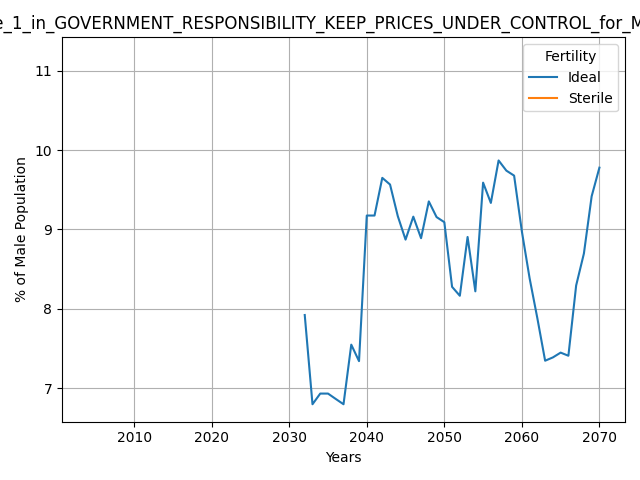 e_1_in_GOVERNMENT_RESPONSIBILITY_KEEP_PRICES_UNDER_CONTROL_for_M
Fertility
Ideal
Sterile
% of Male Population
11
10
9
8
7
2010 2020 2030 2040 2050 2060 2070
Years